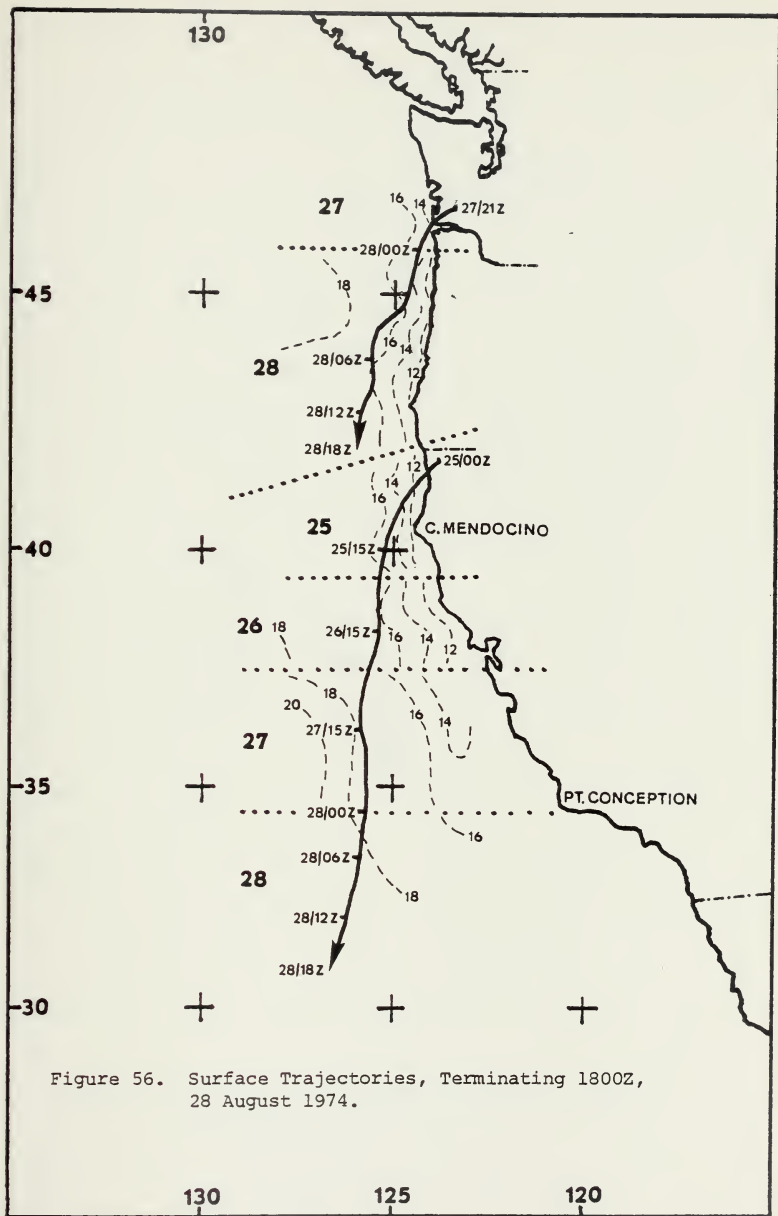 130
16
14
27
27/21Z
28/00Z
45
18
16
14
28/06Z
28
12
28/12Z
28/18Z
25/00Z
12
14
16
25
C. MENDOCINO
40
25/15Z
26
18
26/15Z
16
14
12
18
20
16
14
27
27/15Z
35
PT. CONCEPTION
28/00Z
16
28/06Z
28
18
28/12Z
28/18Z
30
Figure 56. Surface Trajectories, Terminating 1800Z,
28 August 1974.
130
125
120